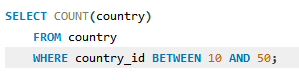 SELECT COUNT(country)
FROM country
WHERE country_id BETWEEN 10 AND 50;